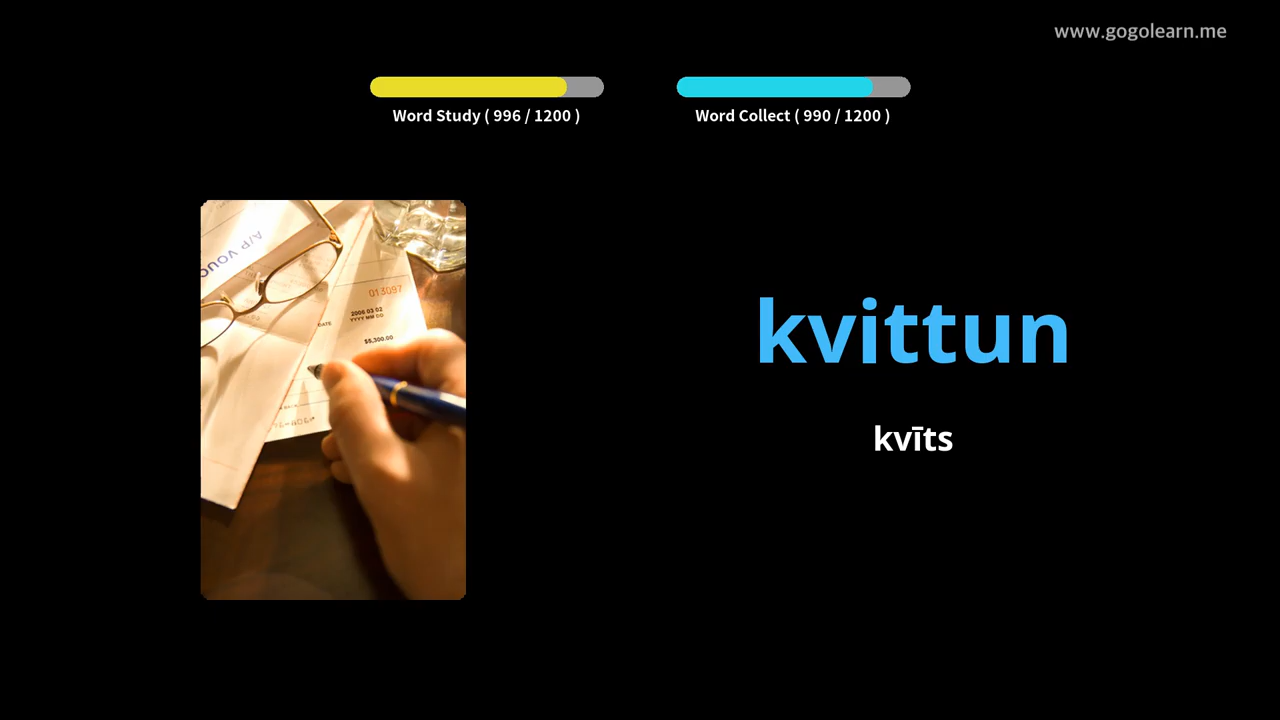 www.gogolearn.me
Word Study ( 996 / 1200 )
Word Collect ( 990 / 1200 )
A/P VOUC
013097
DATE
2006 03 02
YYYY MM DD
$5,300.00
kvittun
kvīts